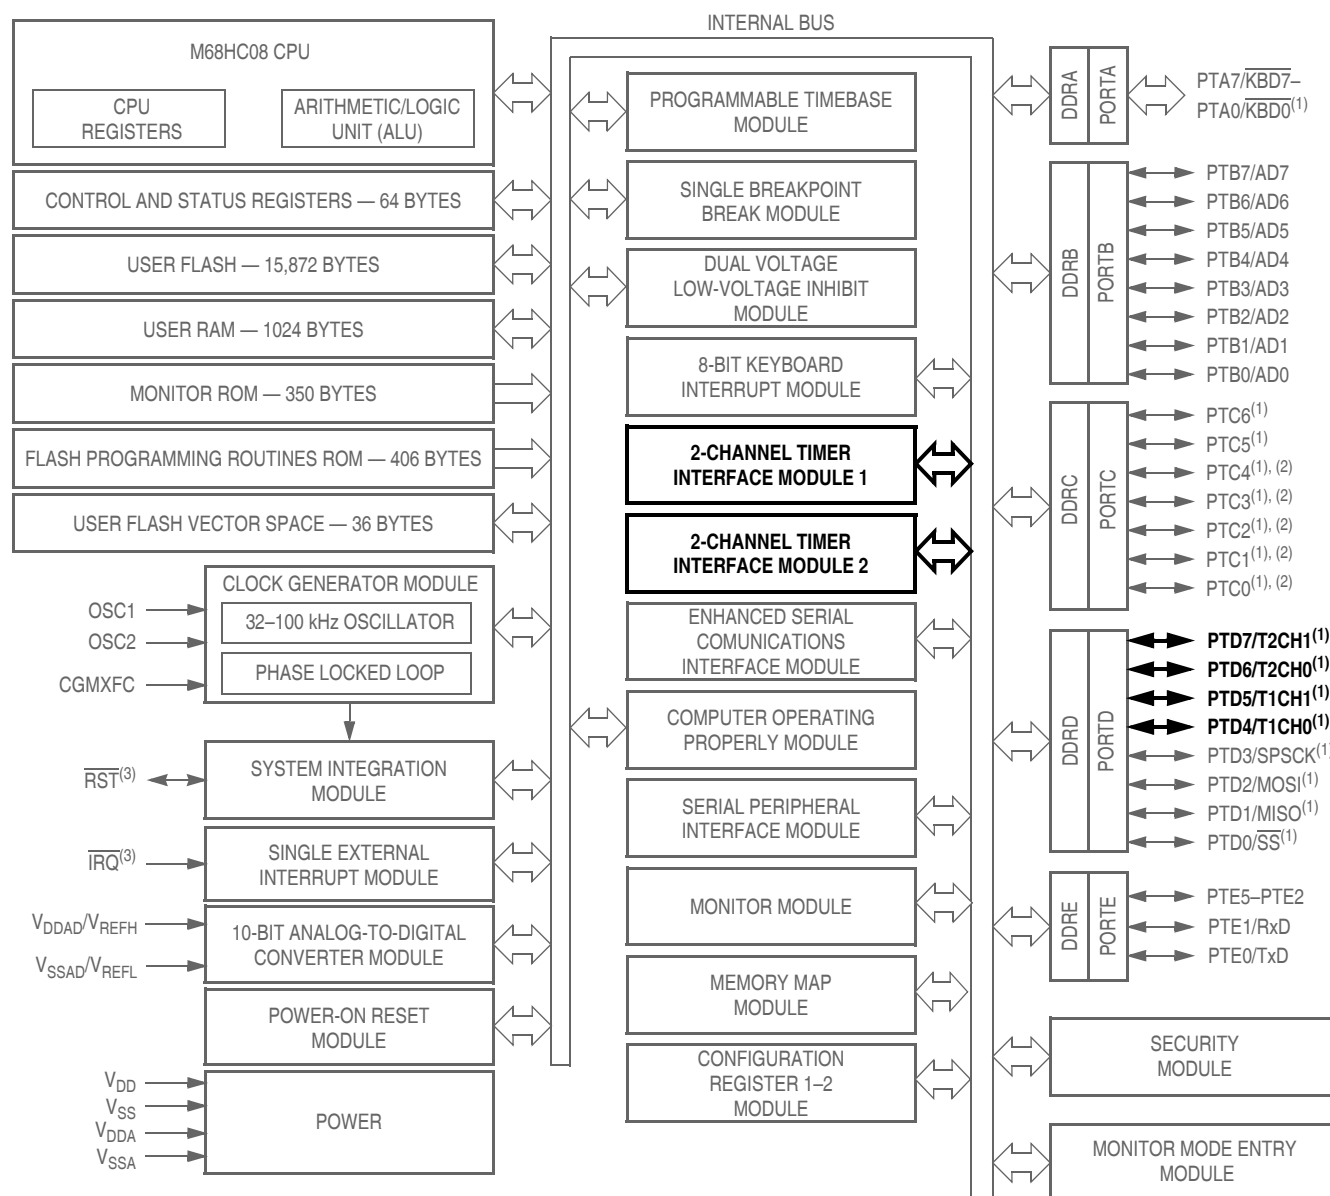 INTERNAL BUS
M68HC08 CPU
CPU
REGISTERS
ARITHMETIC/LOGIC
UNIT (ALU)
CONTROL AND STATUS REGISTERS — 64 BYTES
USER FLASH — 15,872 BYTES
USER RAM — 1024 BYTES
MONITOR ROM — 350 BYTES
FLASH PROGRAMMING ROUTINES ROM — 406 BYTES
USER FLASH VECTOR SPACE — 36 BYTES
CLOCK GENERATOR MODULE
32–100 kHz OSCILLATOR
PHASE LOCKED LOOP
OSC1
OSC2
CGMXFC
SYSTEM INTEGRATION
MODULE
RST(3)
SINGLE EXTERNAL
INTERRUPT MODULE
IRQ(3)
10-BIT ANALOG-TO-DIGITAL
CONVERTER MODULE
VDDAD/VREFH
VSSAD/VREFL
POWER-ON RESET
MODULE
POWER
VDD
VSS
VDDA
VSSA
PROGRAMMABLE TIMEBASE
MODULE
SINGLE BREAKPOINT
BREAK MODULE
DUAL VOLTAGE
LOW-VOLTAGE INHIBIT
MODULE
8-BIT KEYBOARD
INTERRUPT MODULE
2-CHANNEL TIMER
INTERFACE MODULE 1
2-CHANNEL TIMER
INTERFACE MODULE 2
ENHANCED SERIAL
COMUNICATIONS
INTERFACE MODULE
COMPUTER OPERATING
PROPERLY MODULE
SERIAL PERIPHERAL
INTERFACE MODULE
MONITOR MODULE
MEMORY MAP
MODULE
CONFIGURATION
REGISTER 1–2
MODULE
DDRA
PORTA
PTA7/KBD7–
PTA0/KBD0(1)
DDRB
PORTB
PTB7/AD7
PTB6/AD6
PTB5/AD5
PTB4/AD4
PTB3/AD3
PTB2/AD2
PTB1/AD1
PTB0/AD0
DDRC
PORTC
PTC6(1)
PTC5(1)
PTC4(1), (2)
PTC3(1), (2)
PTC2(1), (2)
PTC1(1), (2)
PTC0(1), (2)
DDRD
PORTD
PTD7/T2CH1(1)
PTD6/T2CH0(1)
PTD5/T1CH1(1)
PTD4/T1CH0(1)
PTD3/SPSCK(1)
PTD2/MOSI(1)
PTD1/MISO(1)
PTD0/SS(1)
DDRE
PORTE
PTE5–PTE2
PTE1/RxD
PTE0/TxD
SECURITY
MODULE
MONITOR MODE ENTRY
MODULE